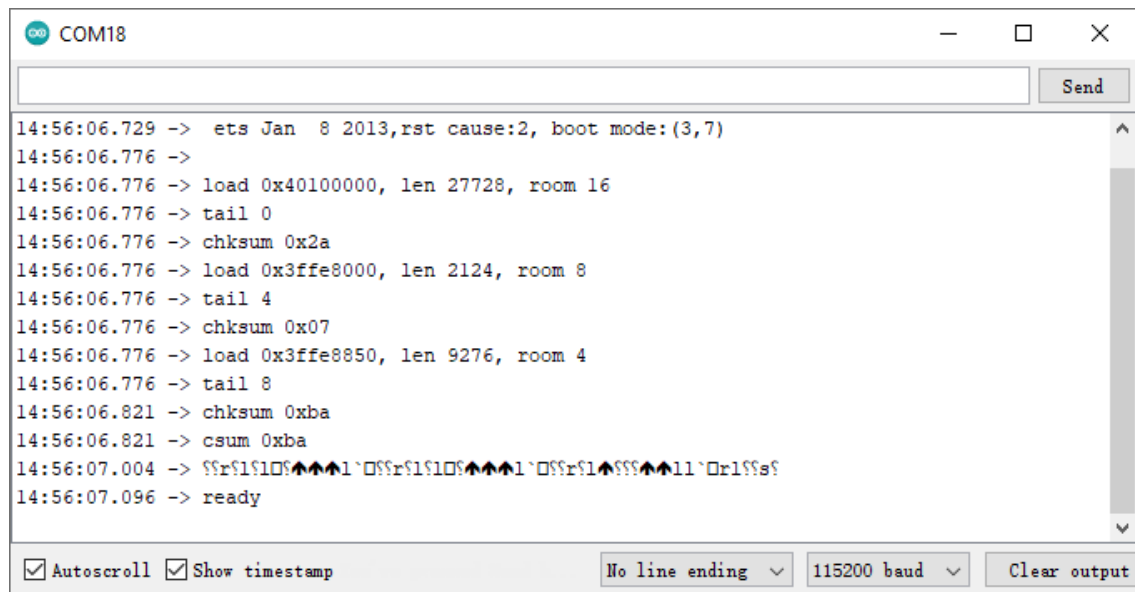 COM18
Send
14:56:06.729 ->  ets Jan  8 2013,rst cause:2, boot mode:(3,7)
14:56:06.776 ->
14:56:06.776 -> load 0x40100000, len 27728, room 16
14:56:06.776 -> tail 0
14:56:06.776 -> chksum 0x2a
14:56:06.776 -> load 0x3ffe8000, len 2124, room 8
14:56:06.776 -> tail 4
14:56:06.776 -> chksum 0x07
14:56:06.776 -> load 0x3ffe8850, len 9276, room 4
14:56:06.776 -> tail 8
14:56:06.821 -> chksum 0xba
14:56:06.821 -> csum 0xba
14:56:07.004 ->
14:56:07.096 -> ready
Autoscroll Show timestamp No line ending 115200 baud Clear output